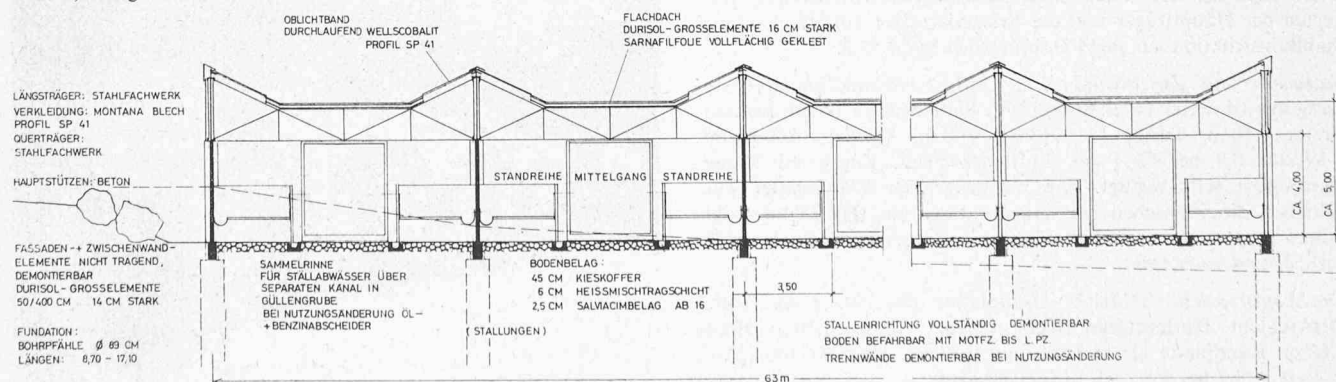 OBLICHTBAND
DURCHLAUFEND WELLSCOBALIT
PROFIL SP 41
FLACHDACH
DURISOL-GROSSELEMENTE 16 CM STARK
SARNAFILFOLIE VOLLFLÄCHIG GEKLEBT
LÄNGSTRÄGER: STAHLFACHWERK
VERKLEIDUNG: MONTANA BLECH
PROFIL SP 41
QUERTRÄGER:
STAHLFACHWERK
HAUPTSTÜTZEN: BETON
STANDREIHE MITTELGANG STANDREIHE
CA. 4,00
CA. 5,00
FASSADEN-+ ZWISCHENWAND-
ELEMENTE NICHT TRAGEND,
DEMONTIERBAR
DURISOL-GROSSELEMENTE
50/400 CM 14 CM STARK
FUNDATION:
BOHRPFÄHLE Ø 89 CM
LÄNGEN: 8,70 - 17,10
SAMMELRINNE
FÜR STALLABWÄSSER ÜBER
SEPARATEN KANAL IN
GÜLLENGRUBE
BEI NUTZUNGSÄNDERUNG ÖL-
+ BENZINABSCHEIDER
BODENBELAG:
45 CM KIESKOFFER
6 CM HEISSMISCHTRAGSCHICHT
2,5 CM SALVIACIMBELAG AB 16
(STALLUNGEN)
3,50
STALLEINRICHTUNG VOLLSTÄNDIG DEMONTIERBAR
BODEN BEFAHRBAR MIT MOTFZ. BIS L.PZ.
TRENNWÄNDE DEMONTIERBAR BEI NUTZUNGSÄNDERUNG
63 m